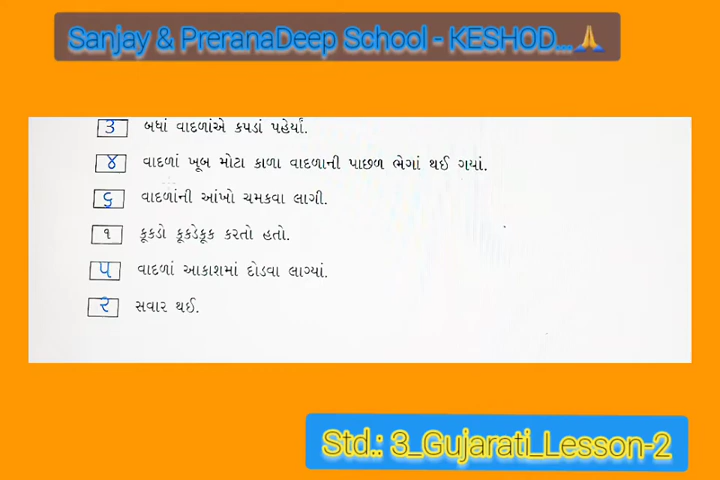 Sanjay & PreranaDeep School - KESHOD...🙏
૩ બધાં વાદળાંએ કપડાં પહેર્યાં.
૪ વાદળાં ખૂબ મોટા કાળા વાદળાની પાછળ ભેગાં થઈ ગયાં.
૬ વાદળાંની આંખો ચમકવા લાગી.
૧ કૂકડો કૂકડેકૂક કરતો હતો.
૫ વાદળાં આકાશમાં દોડવા લાગ્યાં.
૨ સવાર થઈ.
Std.: 3_Gujarati_Lesson-2